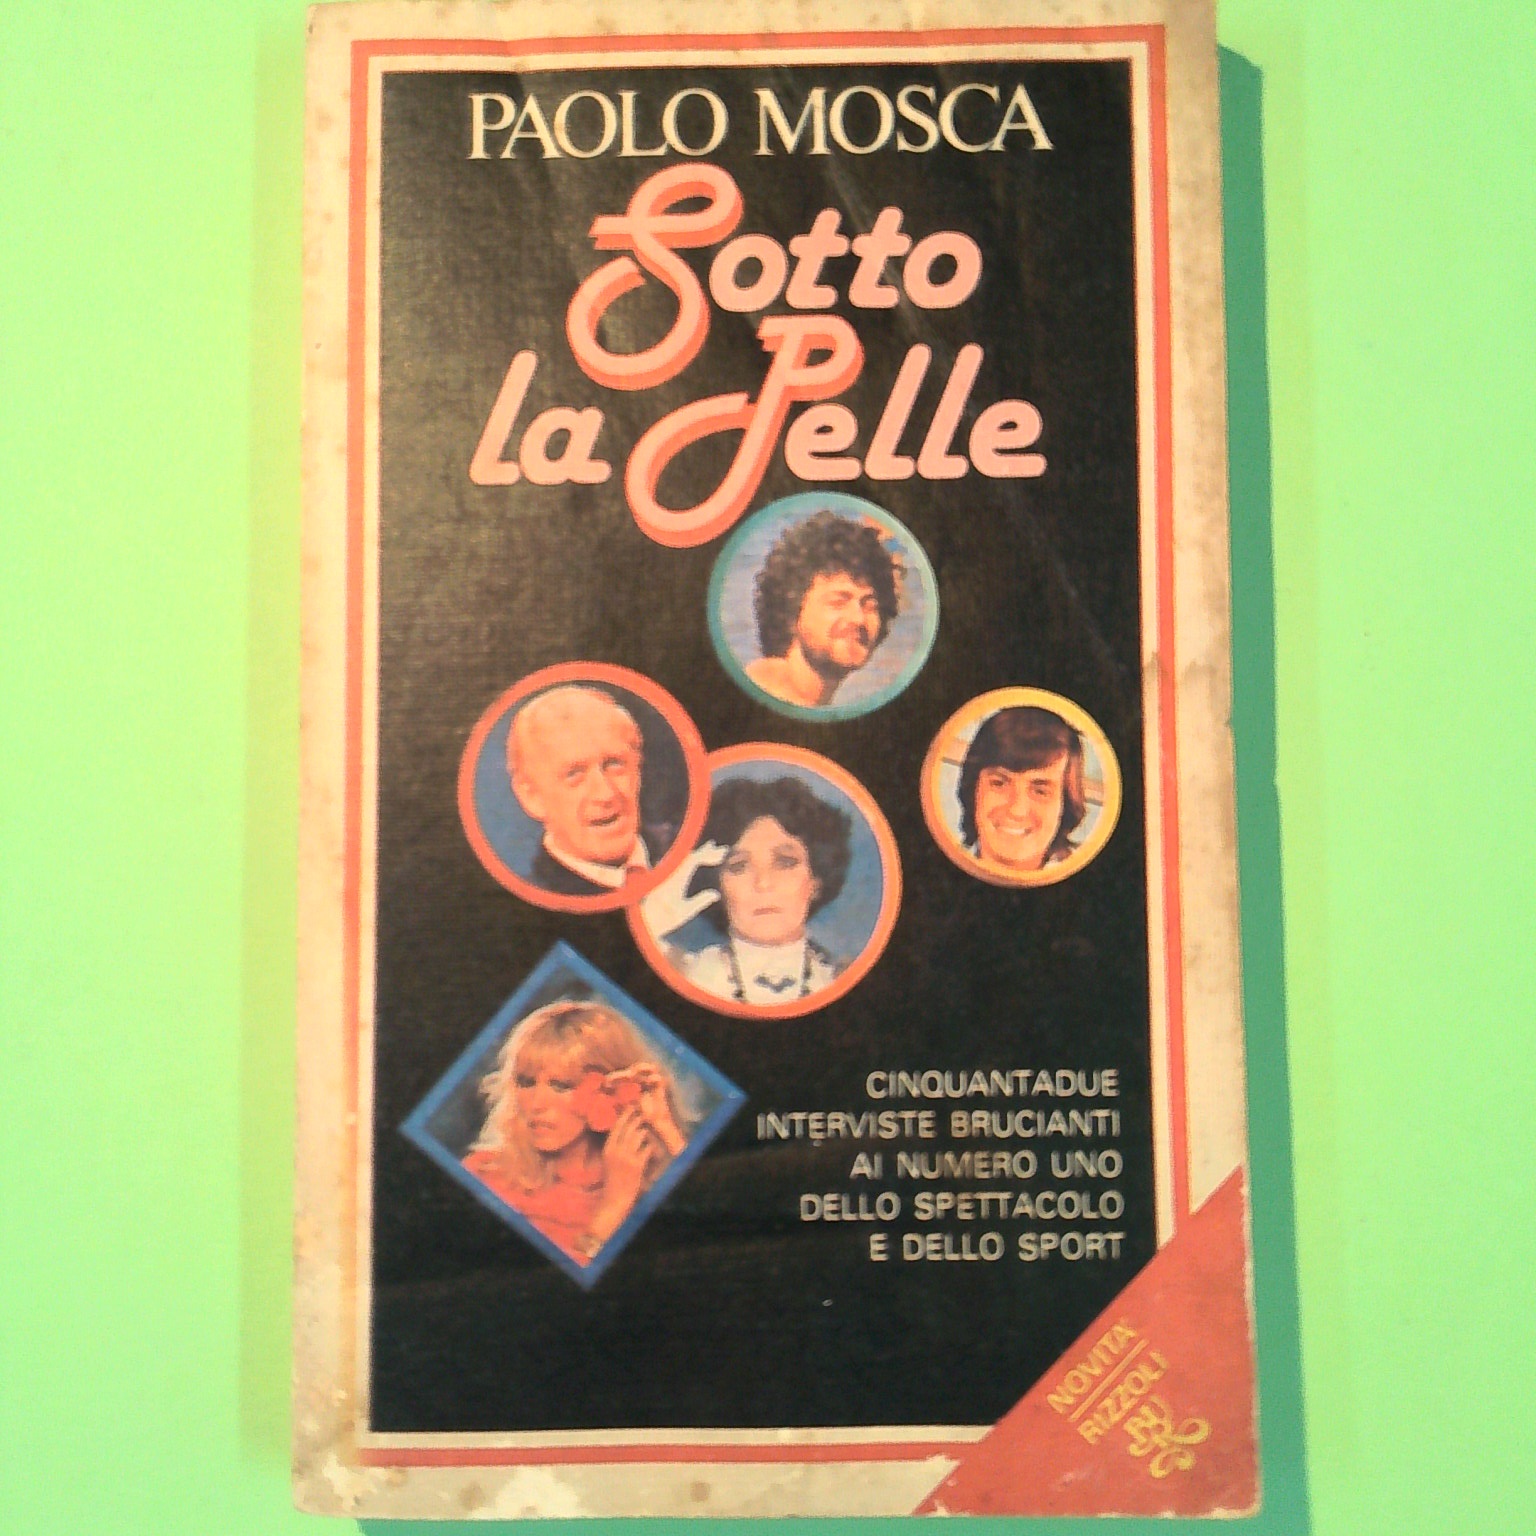 PAOLO MOSCA
Sotto
la Pelle
CINQUANTADUE
INTERVISTE BRUCIANTI
AI NUMERO UNO
DELLO SPETTACOLO
E DELLO SPORT
NOVITA'
RIZZOLI